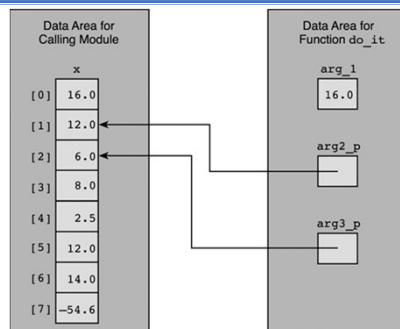 Data Area for
Calling Module
x
[0] 16.0
[1] 12.0
[2] 6.0
[3] 8.0
[4] 2.5
[5] 12.0
[6] 14.0
[7] –54.6
Data Area for
Function do_it
arg_1
16.0
arg2_p
arg3_p